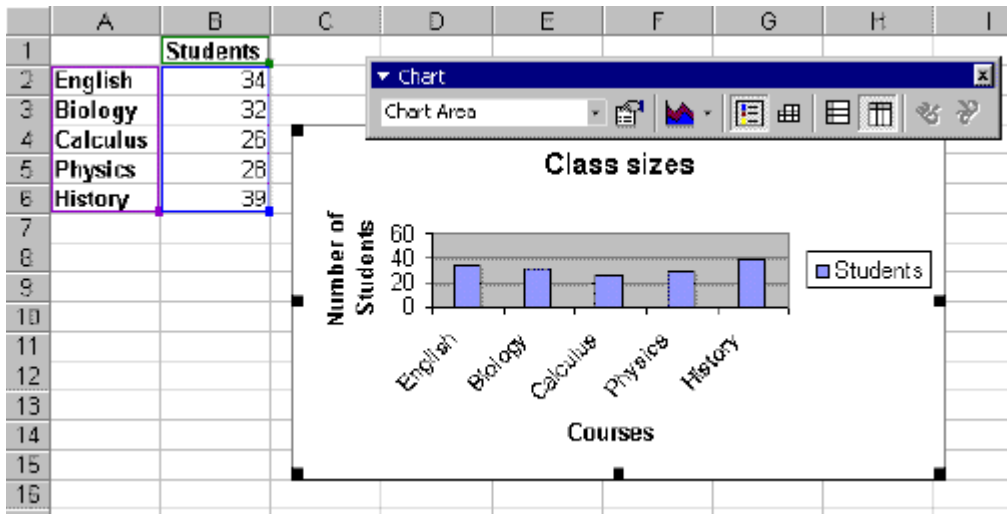 A B C D E F G H I
1 Students
2 English 34
3 Biology 32
4 Calculus 26
5 Physics 28
6 History 39
7
8
9
10
11
12
13
14
15
16
Chart
Chart Area
Class sizes
Number of
Students
60
40
20
0
English Biology Calculus Physics History
Courses
Students